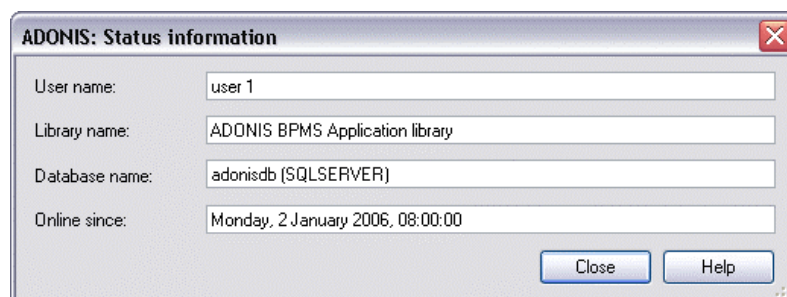 ADONIS: Status information
User name: user 1
Library name: ADONIS BPMS Application library
Database name: adonisdb (SQLSERVER)
Online since: Monday, 2 January 2006, 08:00:00
Close Help